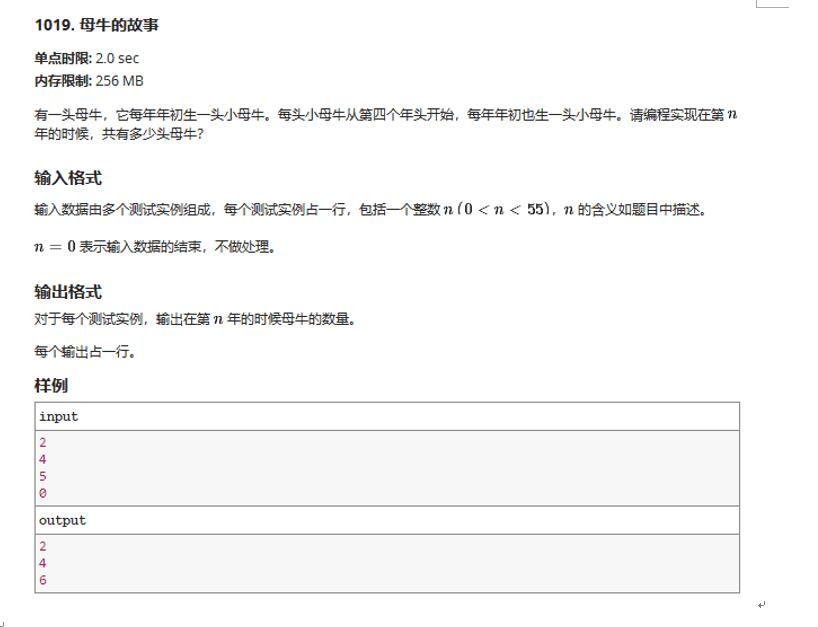 1019. 母牛的故事
单点时限: 2.0 sec
内存限制: 256 MB
有一头母牛，它每年年初生一头小母牛。每头小母牛从第四个年头开始，每年年初也生一头小母牛。请编程实现在第 n
年的时候，共有多少头母牛？
输入格式
输入数据由多个测试实例组成，每个测试实例占一行，包括一个整数 n (0 < n < 55)，n 的含义如题目中描述。
n = 0 表示输入数据的结束，不做处理。
输出格式
对于每个测试实例，输出在第 n 年的时候母牛的数量。
每个输出占一行。
样例
input
2
4
5
0
output
2
4
6